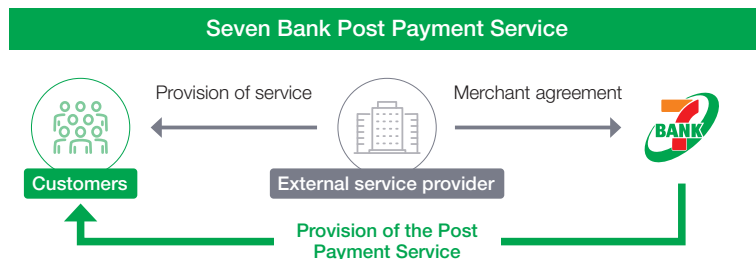 Seven Bank Post Payment Service
Provision of service
Merchant agreement
7
BANK
Customers
External service provider
Provision of the Post
Payment Service